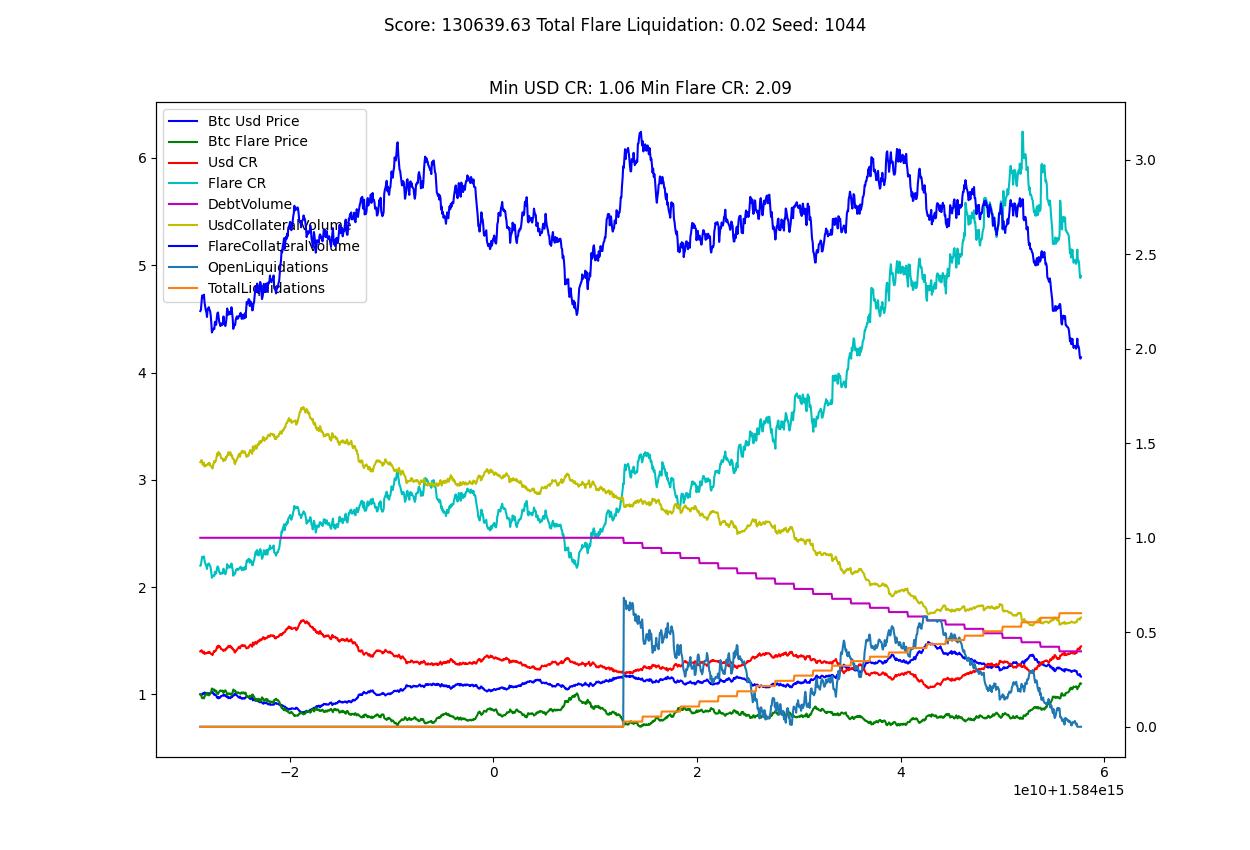 Score: 130639.63 Total Flare Liquidation: 0.02 Seed: 1044
Min USD CR: 1.06 Min Flare CR: 2.09
Btc Usd Price
Btc Flare Price
Usd CR
Flare CR
DebtVolume
UsdCollateralVolume
FlareCollateralVolume
OpenLiquidations
TotalLiquidations
6
5
4
3
2
1
3.0
2.5
2.0
1.5
1.0
0.5
0.0
−2
0
2
4
6
1e10+1.584e15